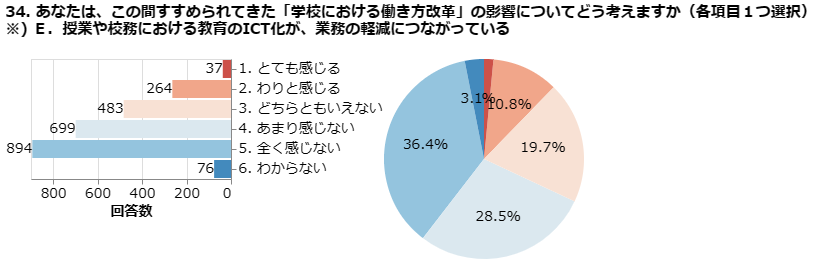 34. あなたは、この間すすめられてきた「学校における働き方改革」の影響についてどう考えますか（各項目１つ選択）
※) Ｅ．授業や校務における教育のICT化が、業務の軽減につながっている
37 1. とても感じる
264 2. わりと感じる
483 3. どちらともいえない
699 4. あまり感じない
894 5. 全く感じない
76 6. わからない
800 600 400 200 0
回答数
3.1%
10.8%
19.7%
36.4%
28.5%